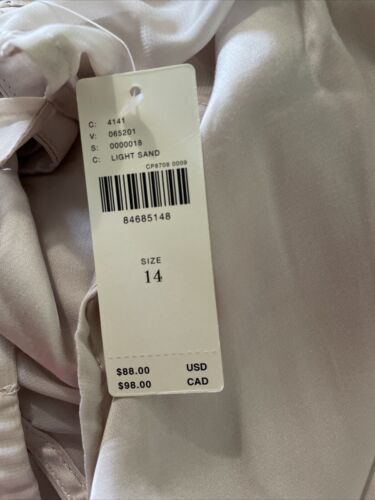 C: 4141
V: 065201
S: 0000018
C: LIGHT SAND
CP8708 0009
84685148
SIZE
14
$88.00 USD
$98.00 CAD